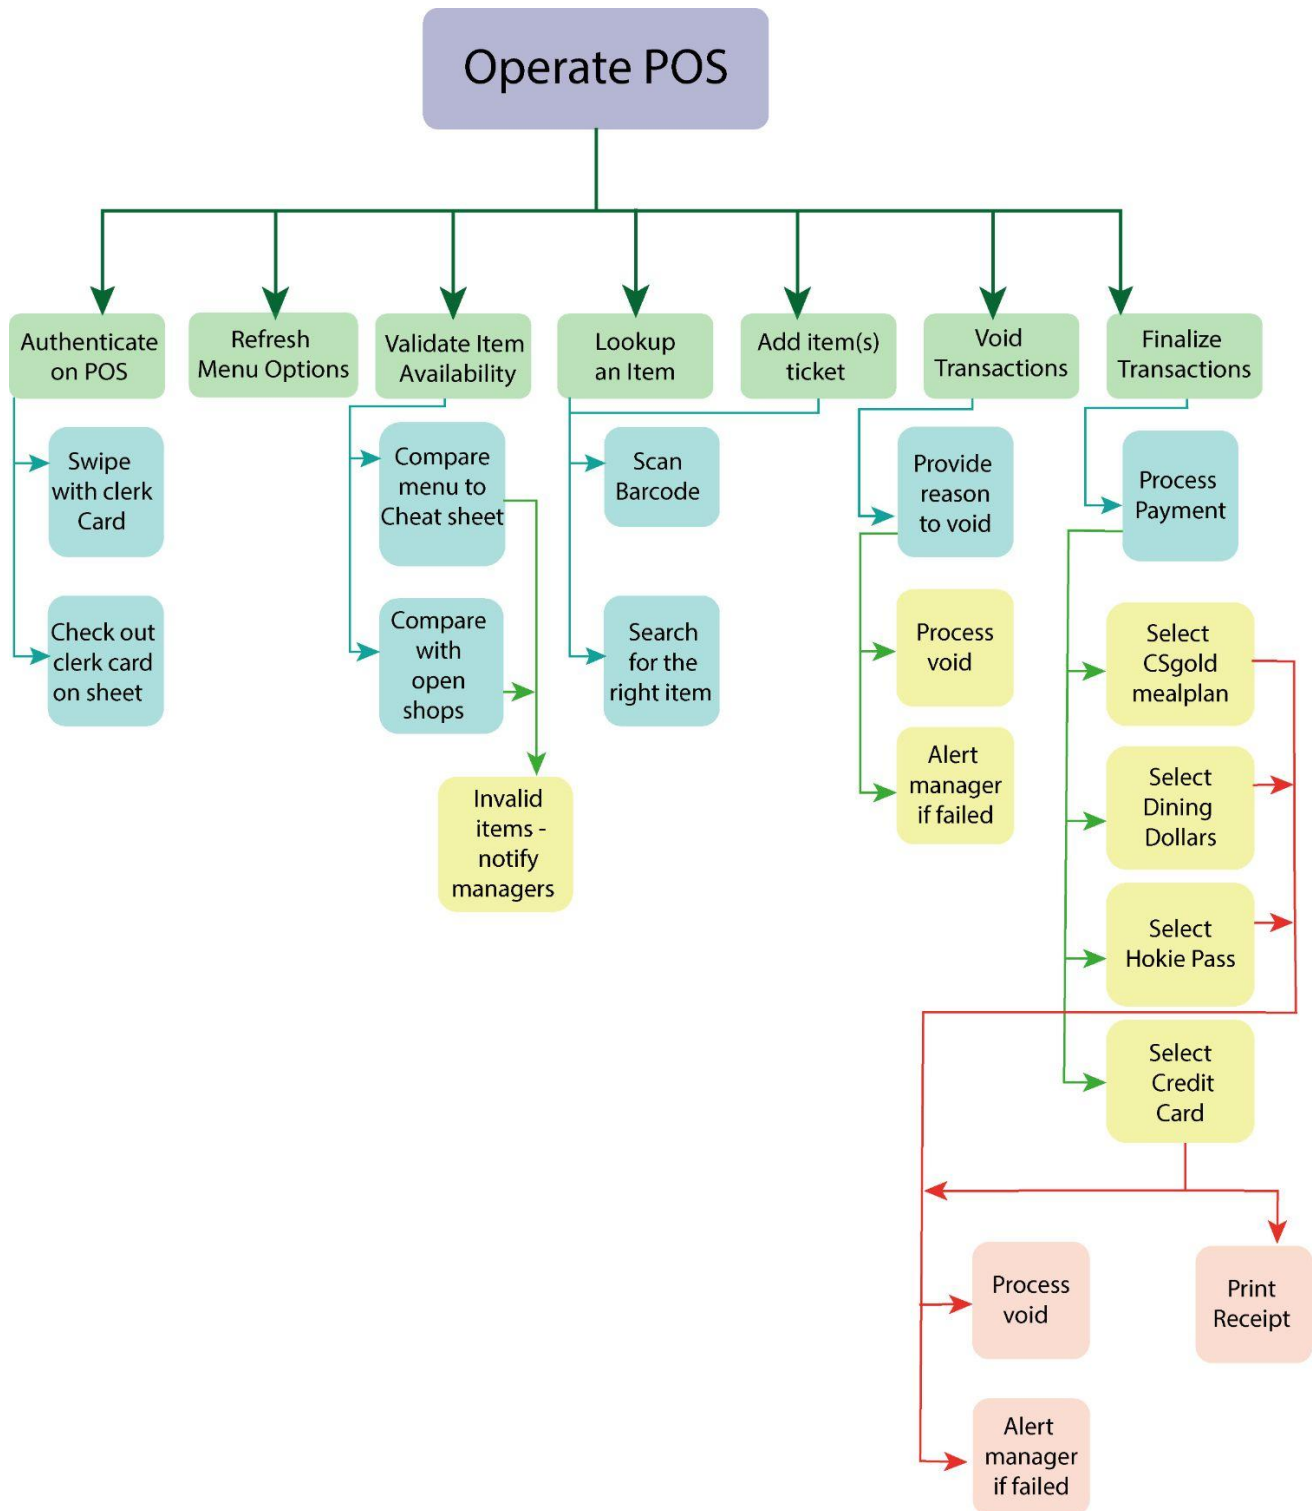 Operate POS
Authenticate
on POS
Refresh
Menu Options
Validate Item
Availability
Lookup
an Item
Add item(s)
ticket
Void
Transactions
Finalize
Transactions
Swipe
with clerk
Card
Check out
clerk card
on sheet
Compare
menu to
Cheat sheet
Compare
with
open
shops
Invalid
items -
notify
managers
Scan
Barcode
Search
for the
right item
Provide
reason
to void
Process
void
Alert
manager
if failed
Process
Payment
Select
CSgold
mealplan
Select
Dining
Dollars
Select
Hokie Pass
Select
Credit
Card
Process
void
Print
Receipt
Alert
manager
if failed